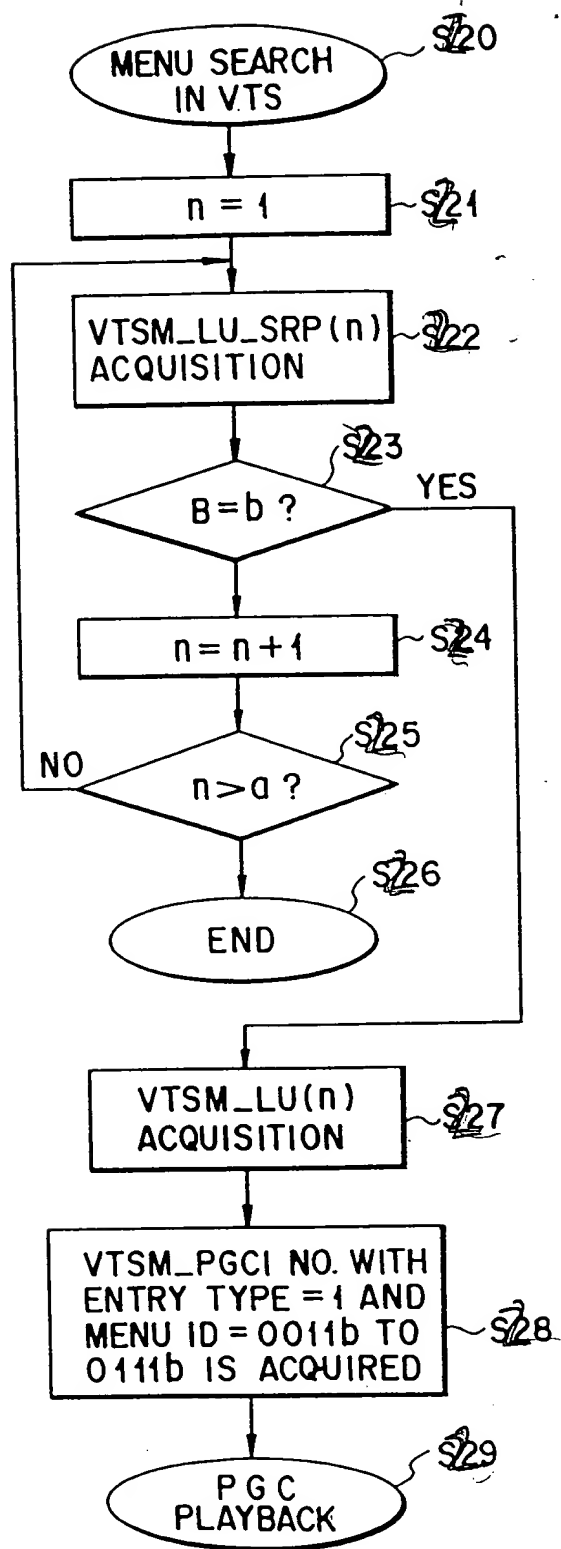 S20
MENU SEARCH
IN VTS
n = 1
S21
VTSM_LU_SRP(n)
ACQUISITION
S22
S23
B = b ?
YES
n = n + 1
S24
S25
NO
n > a ?
S26
END
VTSM_LU(n)
ACQUISITION
S27
VTSM_PGCI NO. WITH
ENTRY TYPE = 1 AND
MENU ID = 0011b TO
0111b IS ACQUIRED
S28
S29
PGC
PLAYBACK